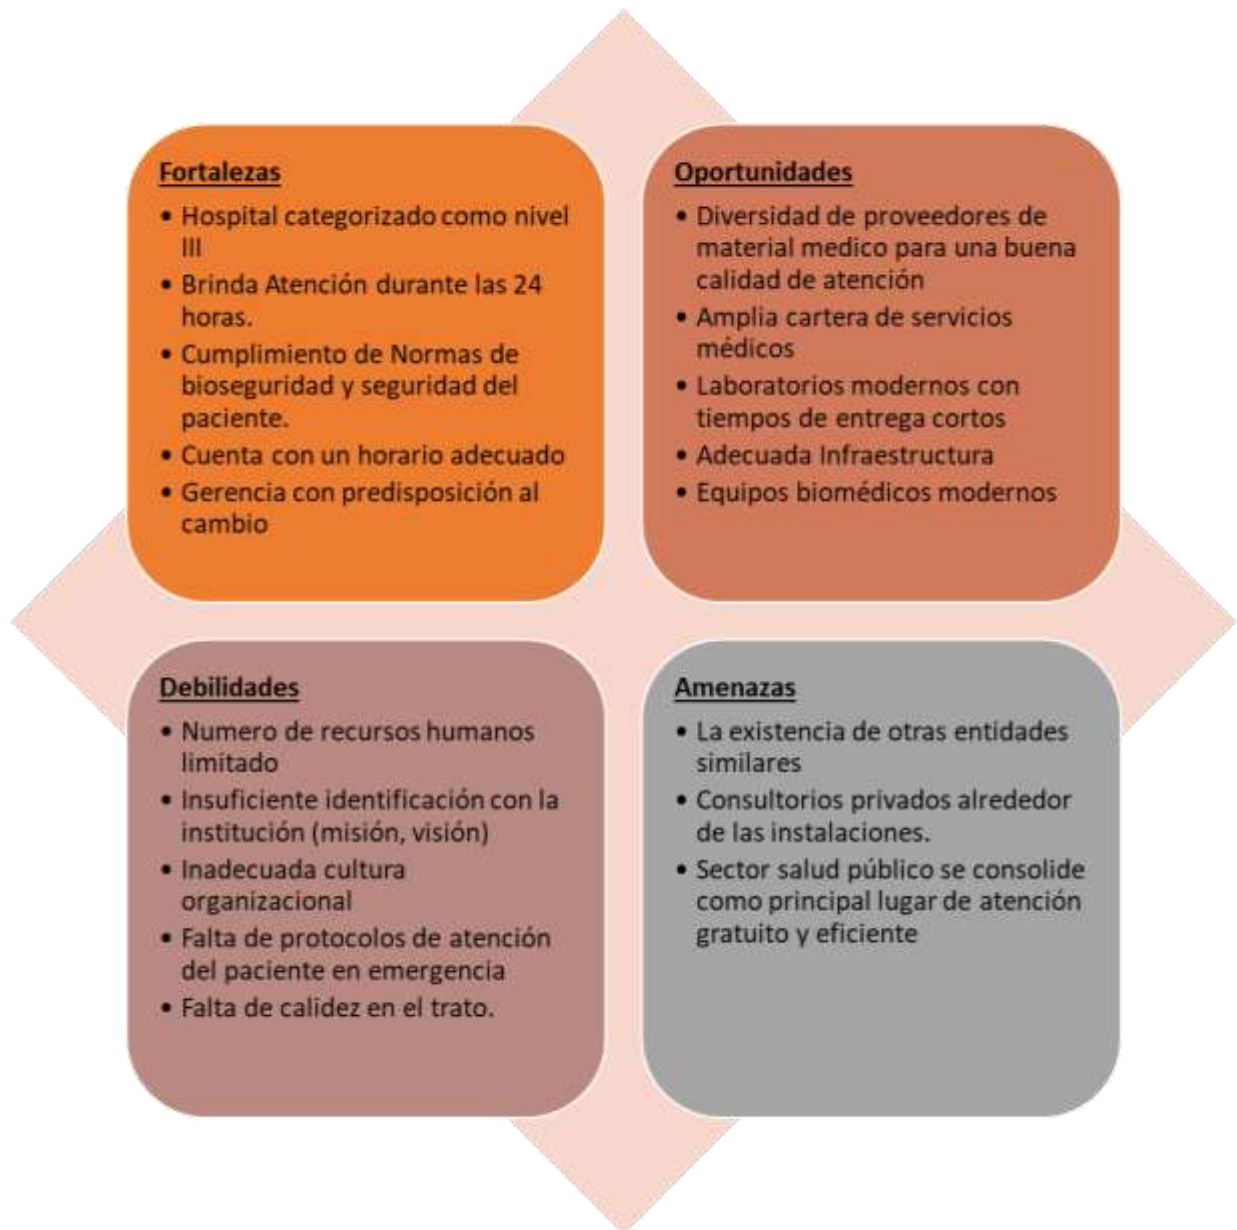 Fortalezas
• Hospital categorizado como nivel
III
• Brinda Atención durante las 24
horas.
• Cumplimiento de Normas de
bioseguridad y seguridad del
paciente.
• Cuenta con un horario adecuado
• Gerencia con predisposición al
cambio
Oportunidades
• Diversidad de proveedores de
material medico para una buena
calidad de atención
• Amplia cartera de servicios
médicos
• Laboratorios modernos con
tiempos de entrega cortos
• Adecuada Infraestructura
• Equipos biomédicos modernos
Debilidades
• Numero de recursos humanos
limitado
• Insuficiente identificación con la
institución (misión, visión)
• Inadecuada cultura
organizacional
• Falta de protocolos de atención
del paciente en emergencia
• Falta de calidez en el trato.
Amenazas
• La existencia de otras entidades
similares
• Consultorios privados alrededor
de las instalaciones.
• Sector salud público se consolide
como principal lugar de atención
gratuito y eficiente